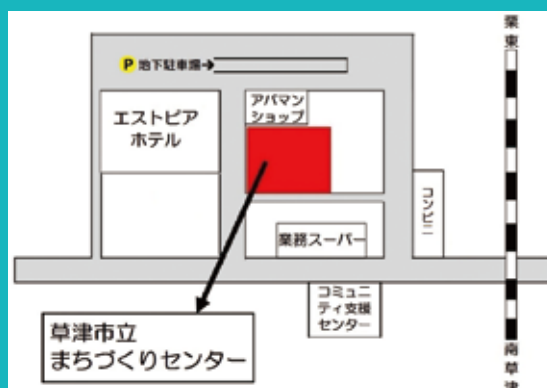 栗東
P 地下駐車場→
アパマン
ショップ
エストピア
ホテル
コンビニ
業務スーパー
コミュニ
ティ支援
センター
草津市立
まちづくりセンター
南草津